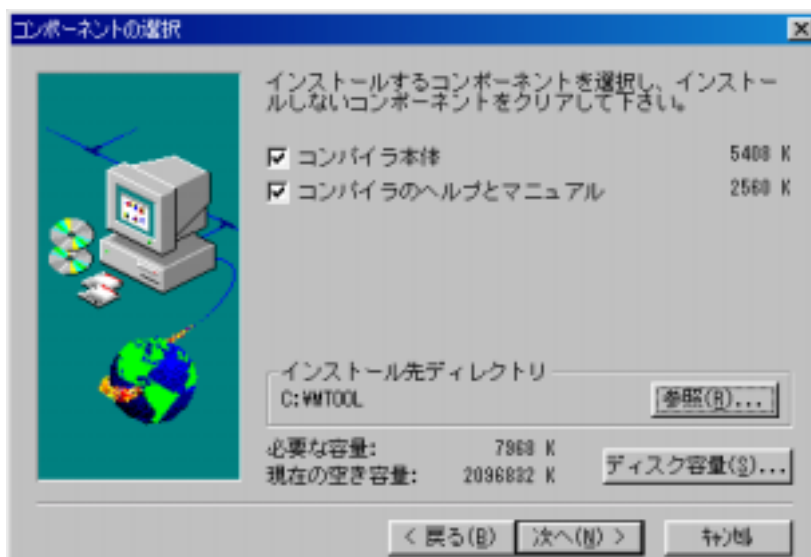 コンポーネントの選択
インストールするコンポーネントを選択し、インストー
ルしないコンポーネントをクリアして下さい。
コンパイラ本体 5408 K
コンパイラのヘルプとマニュアル 2560 K
インストール先ディレクトリ
C:¥MTOOL 参照(R)...
必要な容量: 7968 K
現在の空き容量: 2096832 K
ディスク容量(S)...
< 戻る(B) 次へ(N) > キャンセル